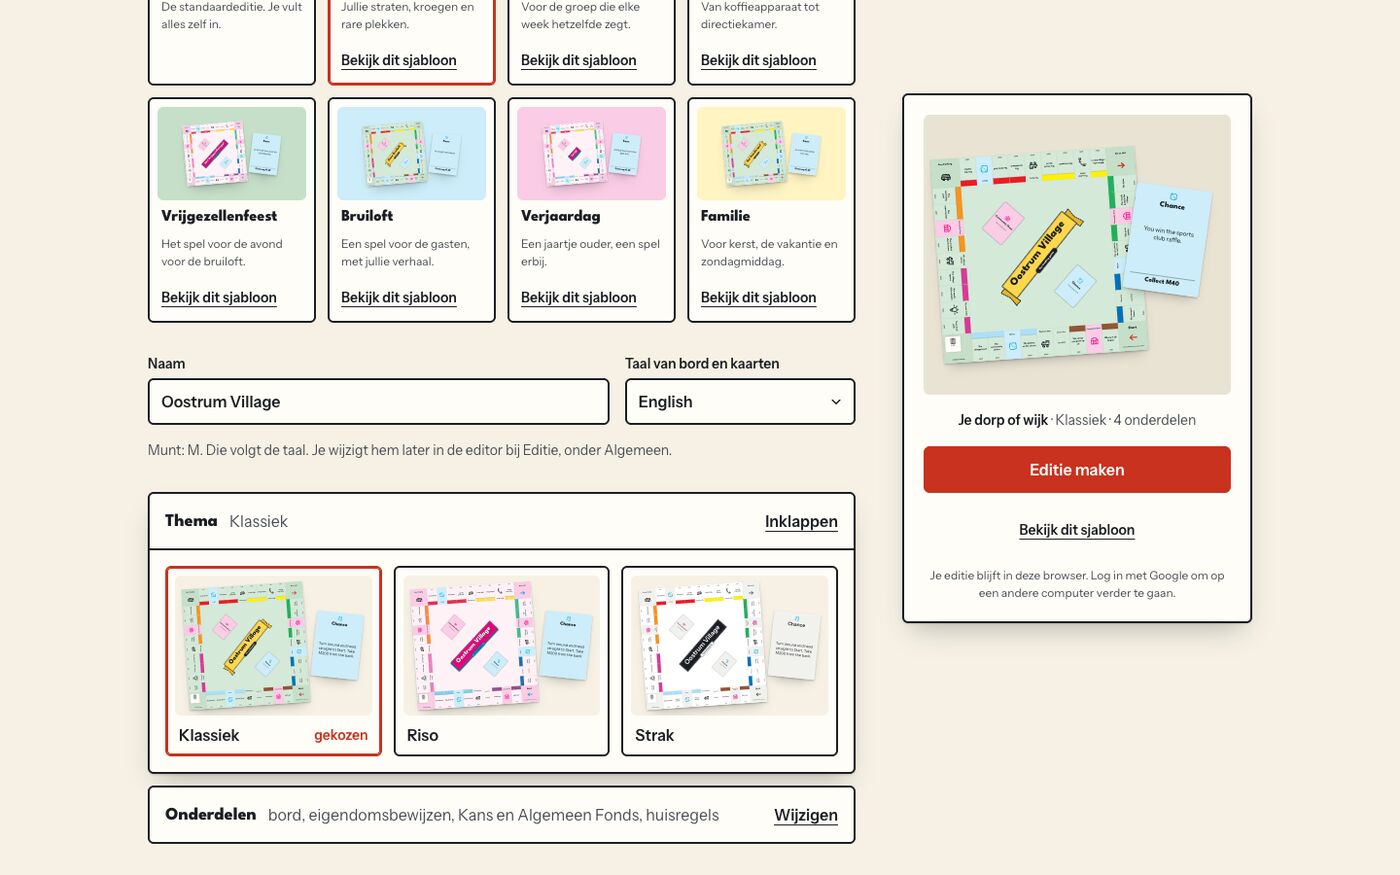 De standaardeditie. Je vult
alles zelf in.
Jullie straten, kroegen en
rare plekken.
Bekijk dit sjabloon
Voor de groep die elke
week hetzelfde zegt.
Bekijk dit sjabloon
Van koffieapparaat tot
directiekamer.
Bekijk dit sjabloon
Vrijgezellenfeest
Het spel voor de avond
voor de bruiloft.
Bekijk dit sjabloon
Bruiloft
Een spel voor de gasten,
met jullie verhaal.
Bekijk dit sjabloon
Verjaardag
Een jaartje ouder, een spel
erbij.
Bekijk dit sjabloon
Familie
Voor kerst, de vakantie en
zondagmiddag.
Bekijk dit sjabloon
Naam
Oostrum Village
Taal van bord en kaarten
English
Munt: M. Die volgt de taal. Je wijzigt hem later in de editor bij Editie, onder Algemeen.
Thema Klassiek
Inklappen
Oostrum Village
Chance
Klassiek
gekozen
Oostrum Village
Chance
Riso
Oostrum Village
Chance
Strak
Onderdelen bord, eigendomsbewijzen, Kans en Algemeen Fonds, huisregels
Wijzigen
Oostrum Village
Chance
You win the sports
club raffle.
Collect M40
Je dorp of wijk · Klassiek · 4 onderdelen
Editie maken
Bekijk dit sjabloon
Je editie blijft in deze browser. Log in met Google om op
een andere computer verder te gaan.